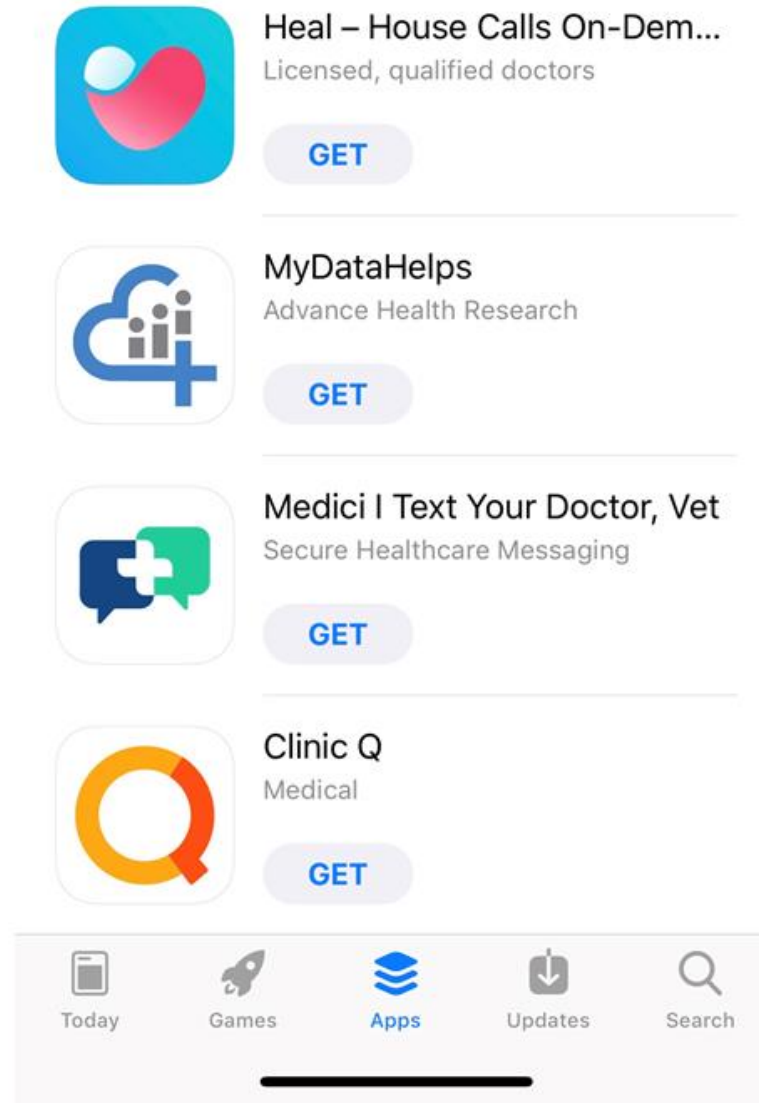 Heal – House Calls On-Dem...
Licensed, qualified doctors
GET
MyDataHelps
Advance Health Research
GET
Medici I Text Your Doctor, Vet
Secure Healthcare Messaging
GET
Clinic Q
Medical
GET
Today Games Apps Updates Search